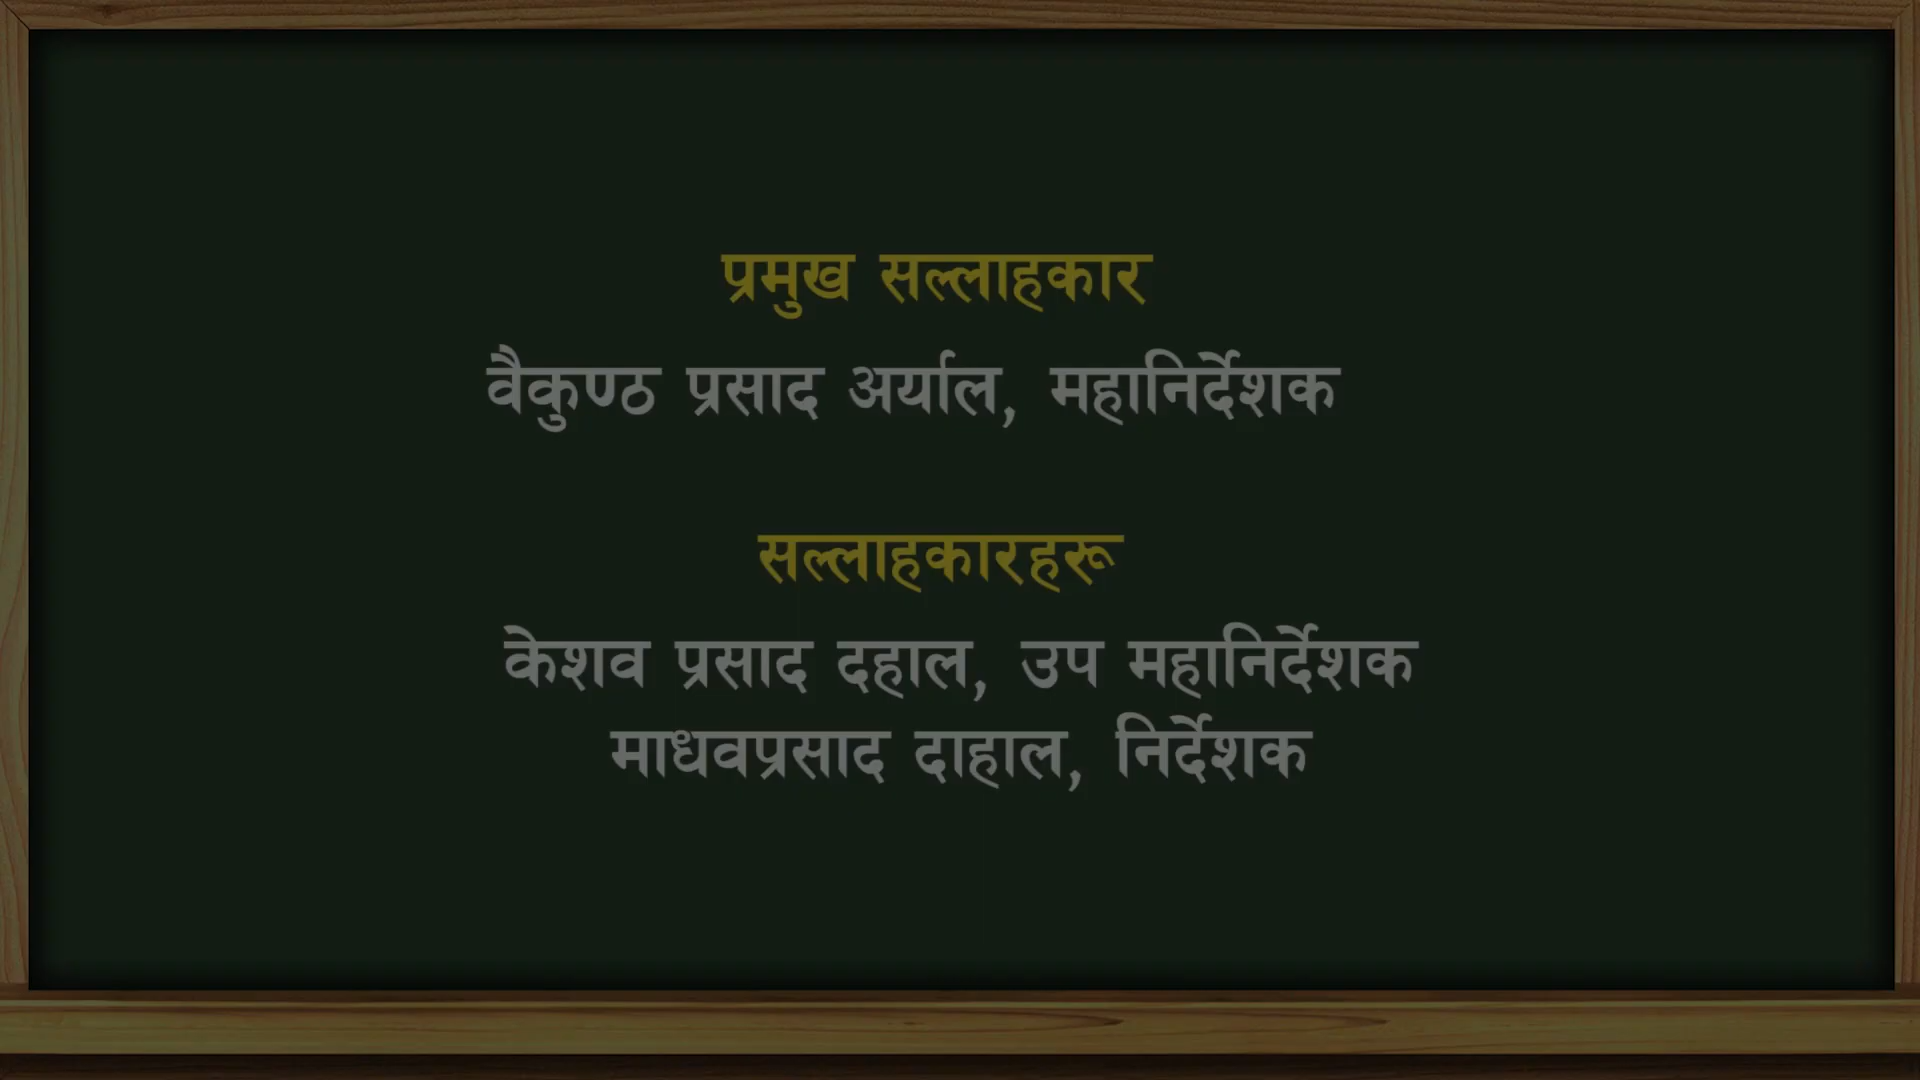 प्रमुख सल्लाहकार
वैकुण्ठ प्रसाद अर्याल, महानिर्देशक
सल्लाहकारहरू
केशव प्रसाद दहाल, उप महानिर्देशक
माधवप्रसाद दाहाल, निर्देशक